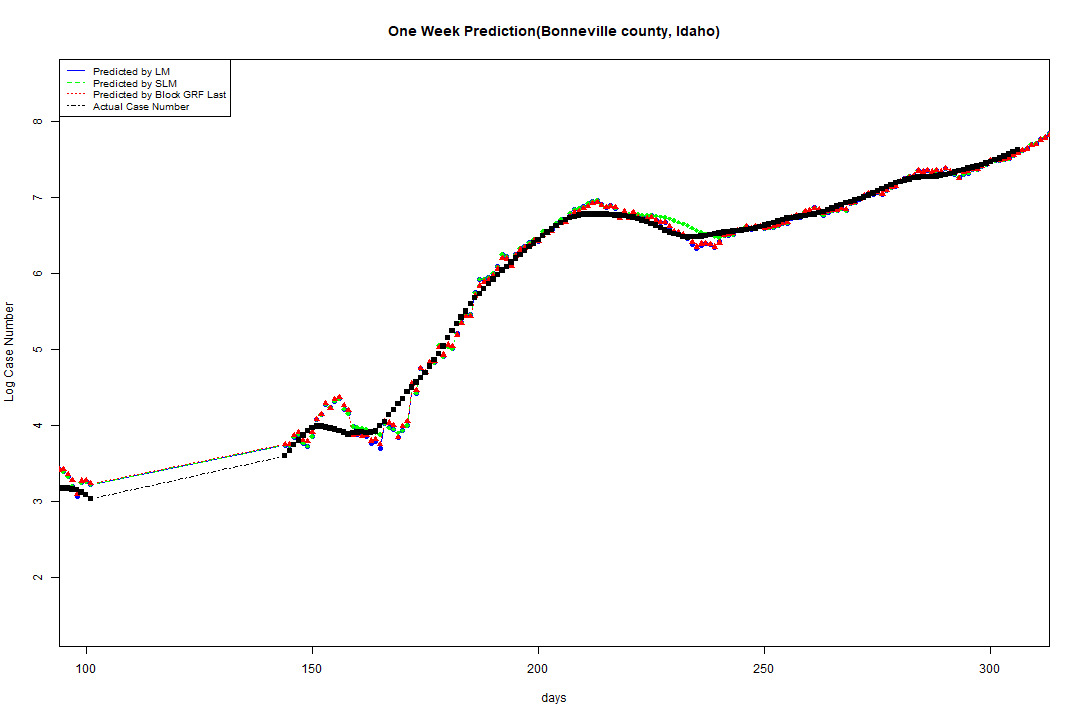 One Week Prediction(Bonneville county, Idaho)
Predicted by LM
Predicted by SLM
Predicted by Block GRF Last
Actual Case Number
Log Case Number
8
7
6
5
4
3
2
100 150 200 250 300
days